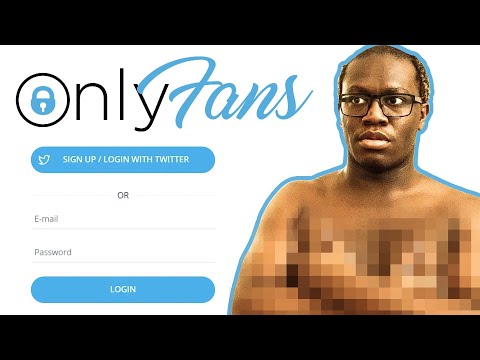 OnlyFans
SIGN UP / LOGIN WITH TWITTER
OR
E-mail
Password
LOGIN